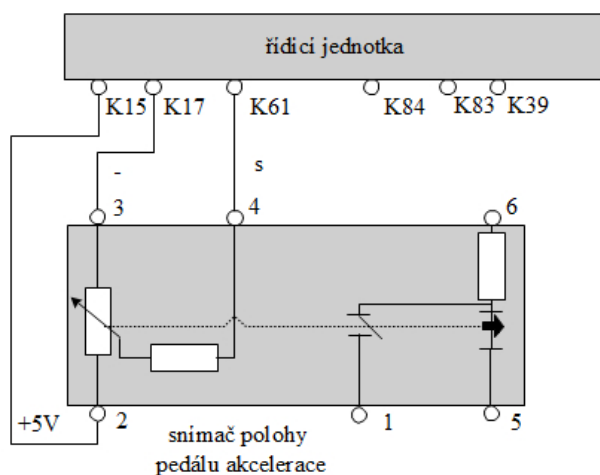 řídicí jednotka
K15 K17 K61 K84 K83 K39
- s
3 4 6
+5V 2 1 5
snímač polohy
pedálu akcelerace